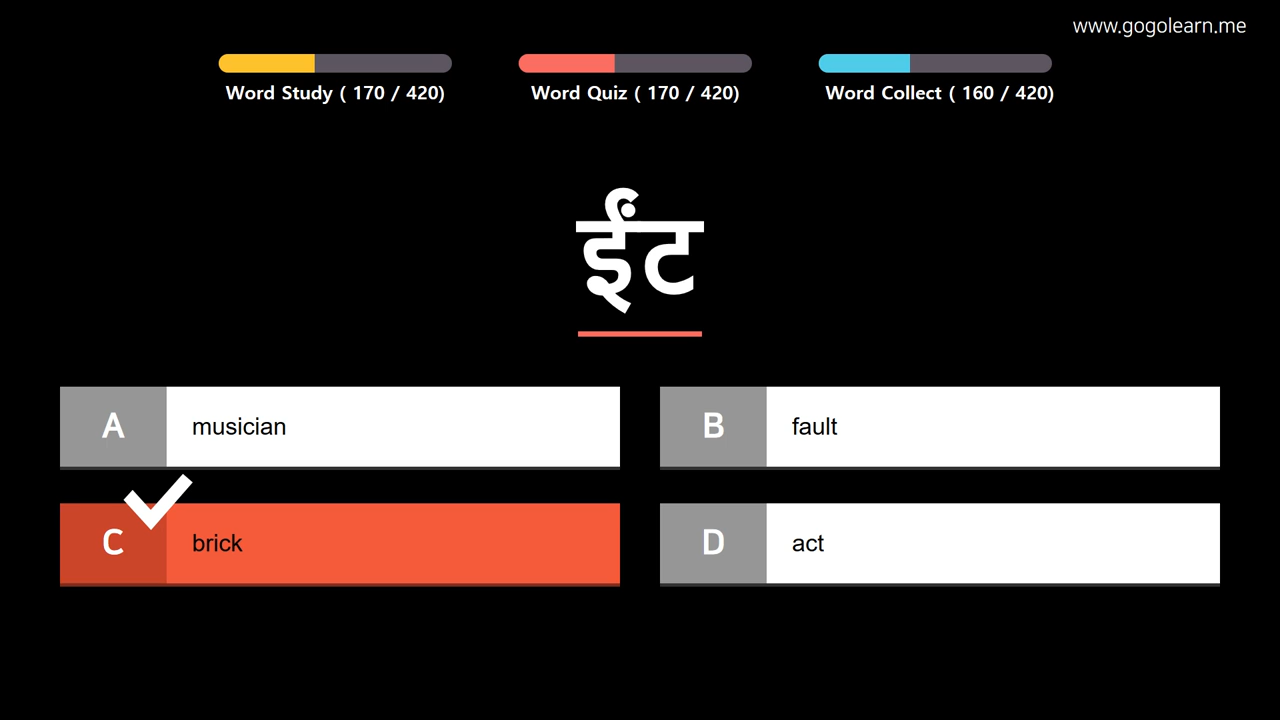 www.gogolearn.me
Word Study ( 170 / 420)
Word Quiz ( 170 / 420)
Word Collect ( 160 / 420)
ईंट
A musician
B fault
C brick
D act